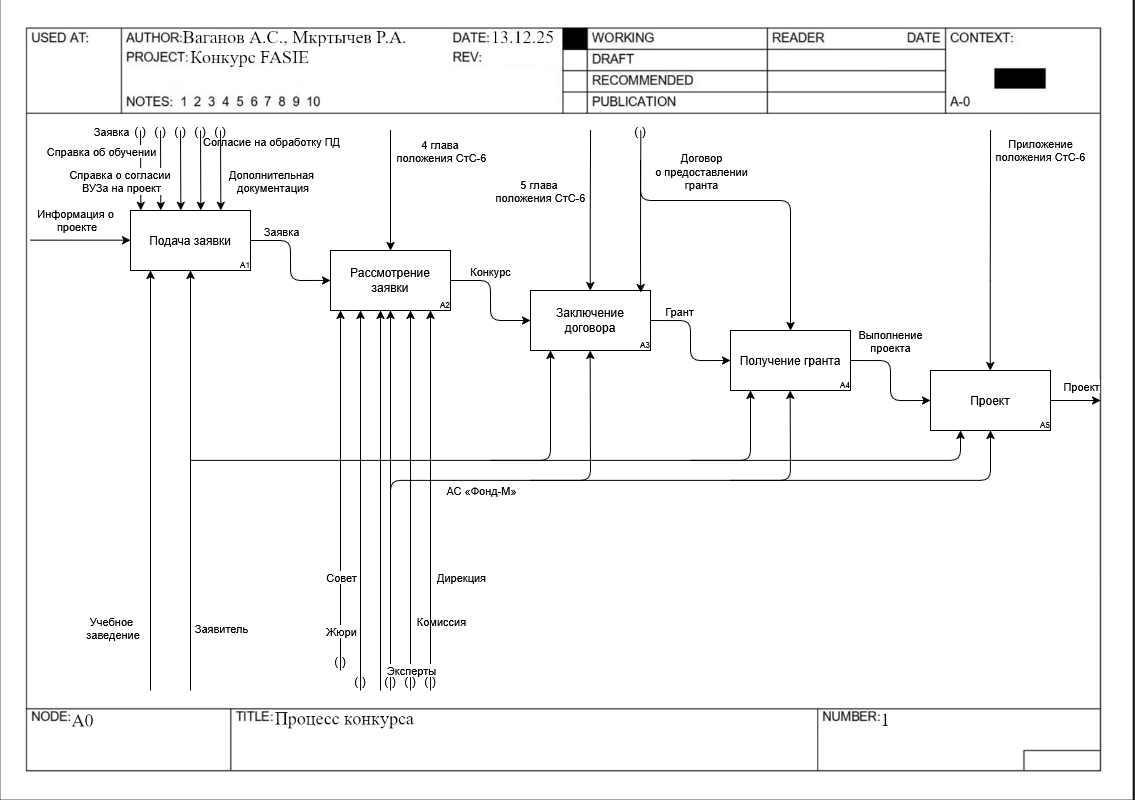 USED AT:
AUTHOR: Ваганов А.С., Мкртычев Р.А.
DATE: 13.12.25
PROJECT: Конкурс FASIE
REV:
NOTES: 1 2 3 4 5 6 7 8 9 10
WORKING
DRAFT
RECOMMENDED
PUBLICATION
READER DATE
CONTEXT:
A-0
Заявка ( ) ( ) ( ) ( ) ( )
Согласие на обработку ПД
Справка об обучении
Справка о согласии
ВУЗа на проект
Дополнительная
документация
Информация о
проекте
Подача заявки
A1
Заявка
4 глава
положения СтС-6
Рассмотрение
заявки
A2
Конкурс
5 глава
положения СтС-6
( )
Договор
о предоставлении
гранта
Заключение
договора
A3
Грант
Получение гранта
A4
Выполнение
проекта
Приложение
положения СтС-6
Проект
A5
Проект
АС «Фонд-М»
Учебное
заведение
Заявитель
Совет
Дирекция
Жюри
Комиссия
( )
Эксперты
( ) ( ) ( ) ( )
NODE: A0
TITLE: Процесс конкурса
NUMBER: 1